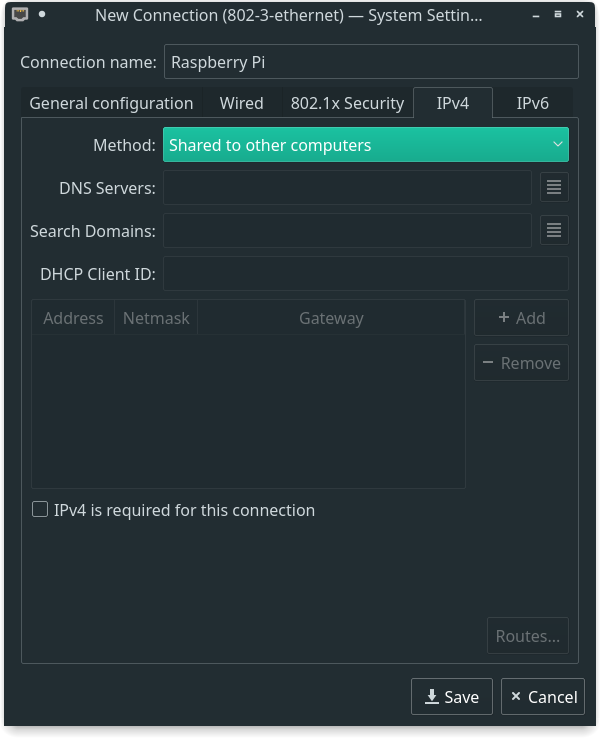 New Connection (802-3-ethernet) — System Settin...
Connection name: Raspberry Pi
General configuration Wired 802.1x Security IPv4 IPv6
Method: Shared to other computers
DNS Servers:
Search Domains:
DHCP Client ID:
Address Netmask Gateway
Add
Remove
IPv4 is required for this connection
Routes...
Save Cancel